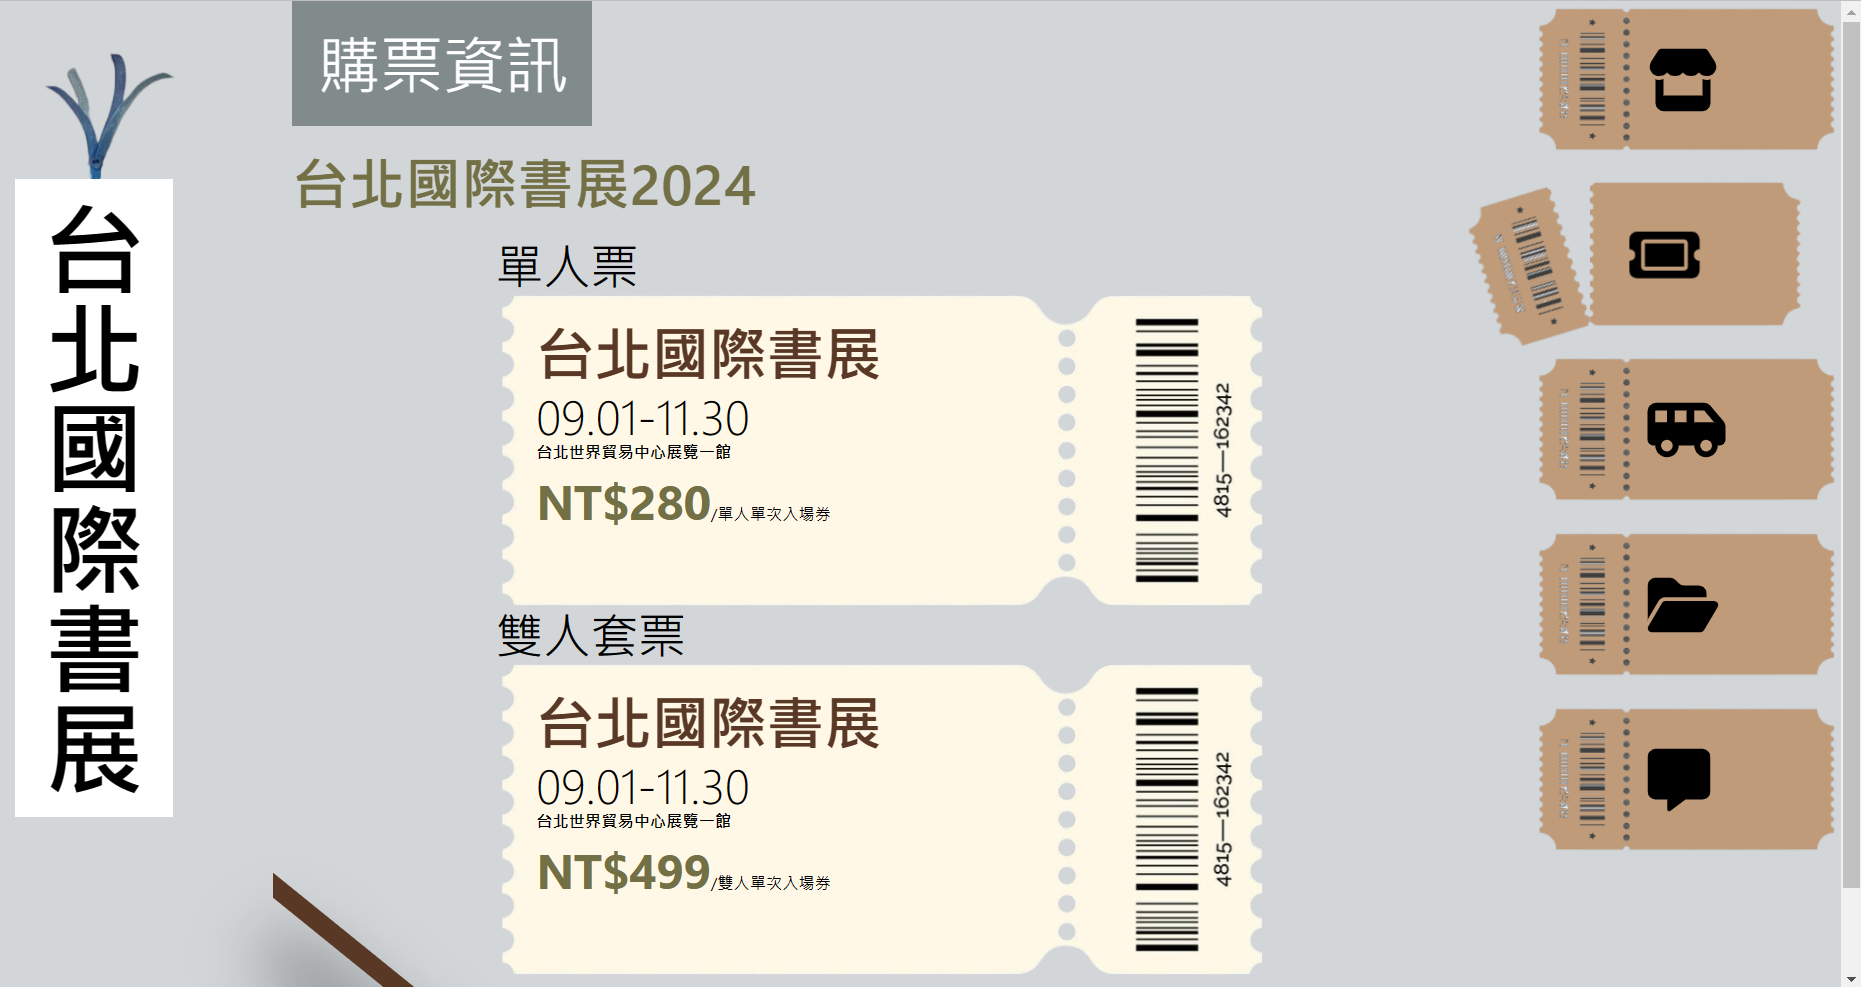 台北國際書展
購票資訊
台北國際書展2024
單人票
台北國際書展
09.01-11.30
台北世界貿易中心展覽一館
NT$280/單人單次入場券
4815—162342
雙人套票
台北國際書展
09.01-11.30
台北世界貿易中心展覽一館
NT$499/雙人單次入場券
4815—162342